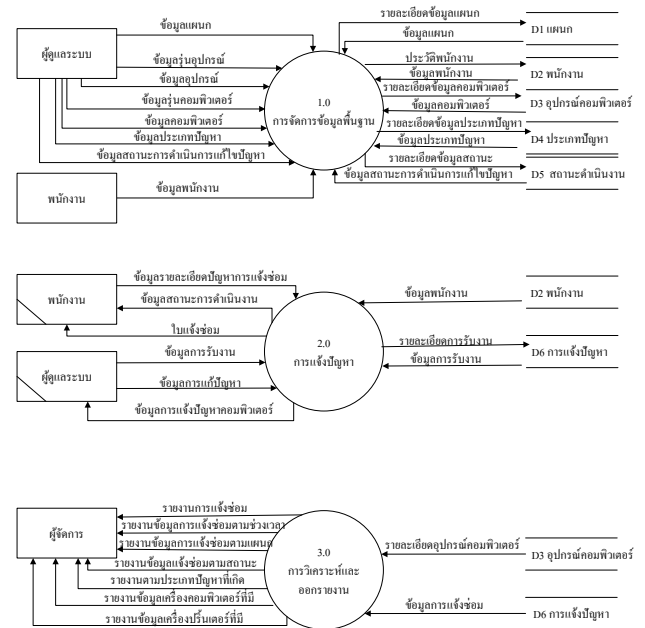 รายละเอียดข้อมูลแผนก
ข้อมูลแผนก
ข้อมูลแผนก
D1 แผนก
ผู้ดูแลระบบ
ข้อมูลรุ่นอุปกรณ์
ข้อมูลอุปกรณ์
ข้อมูลรุ่นคอมพิวเตอร์
ข้อมูลคอมพิวเตอร์
ข้อมูลประเภทปัญหา
ข้อมูลสถานะการดำเนินการแก้ไขปัญหา
1.0
การจัดการข้อมูลพื้นฐาน
ประวัติพนักงาน
ข้อมูลพนักงาน
D2 พนักงาน
รายละเอียดข้อมูลคอมพิวเตอร์
ข้อมูลคอมพิวเตอร์
D3 อุปกรณ์คอมพิวเตอร์
รายละเอียดข้อมูลประเภทปัญหา
ข้อมูลประเภทปัญหา
D4 ประเภทปัญหา
รายละเอียดข้อมูลสถานะ
ข้อมูลสถานะการดำเนินการแก้ไขปัญหา
D5 สถานะดำเนินงาน
พนักงาน
ข้อมูลพนักงาน
ข้อมูลรายละเอียดปัญหาการแจ้งซ่อม
พนักงาน
ข้อมูลสถานะการดำเนินงาน
ใบแจ้งซ่อม
ข้อมูลพนักงาน
D2 พนักงาน
2.0
การแจ้งปัญหา
ข้อมูลการรับงาน
ผู้ดูแลระบบ
ข้อมูลการแก้ปัญหา
ข้อมูลการแจ้งปัญหาคอมพิวเตอร์
รายละเอียดการรับงาน
ข้อมูลการรับงาน
D6 การแจ้งปัญหา
ผู้จัดการ
รายงานการแจ้งซ่อม
รายงานข้อมูลการแจ้งซ่อมตามช่วงเวลา
รายงานข้อมูลการแจ้งซ่อมตามแผนก
รายงานข้อมูลแจ้งซ่อมตามสถานะ
รายงานตามประเภทปัญหาที่เกิด
รายงานข้อมูลเครื่องคอมพิวเตอร์ที่มี
รายงานข้อมูลเครื่องปริ้นเตอร์ที่มี
3.0
การวิเคราะห์และ
ออกรายงาน
รายละเอียดอุปกรณ์คอมพิวเตอร์
D3 อุปกรณ์คอมพิวเตอร์
ข้อมูลการแจ้งซ่อม
D6 การแจ้งปัญหา